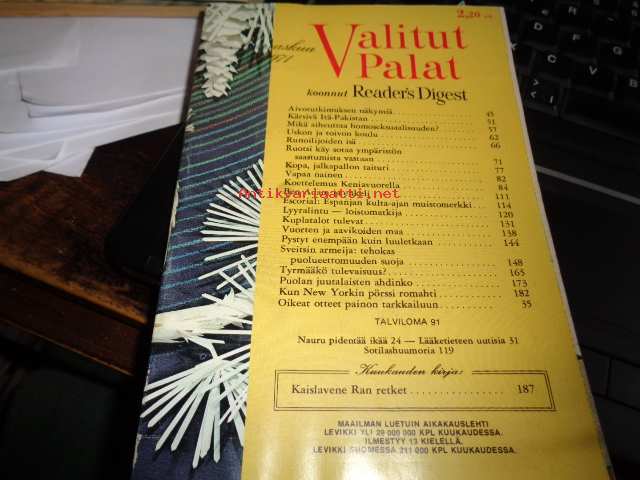 2,20
Valitut
Palat
1971
koonnut Reader's Digest
Aivotutkimuksen näkymiä 45
Kärsivä Itä-Pakistan 51
Mikä aiheuttaa homoseksuaalisuuden? 57
Uskon ja toivon koulu 62
Runoilijoiden isä 66
Ruotsi käy sotaa ympäristön
saastumista vastaan 71
Kopa, jalkapallon taituri 77
Vapaa nainen 82
Koettelemus Keniavuorella 84
111
Antikvariaatti.net
Escorial: Espanjan kulta-ajan muistomerkki 114
Lyyralintu — loistomatkija 120
Kuplatalot tulevat 131
Vuorten ja aavikoiden maa 138
Pystyt enempään kuin luuletkaan 144
Sveitsin armeija: tehokas
puolueettomuuden suoja 148
Tyrmääkö tulevaisuus? 165
Puolan juutalaisten ahdinko 173
Kun New Yorkin pörssi romahti 182
Oikeat otteet painon tarkkailuun 35
TALVILOMA 91
Nauru pidentää ikää 24 — Lääketieteen uutisia 31
Sotilashuumoria 119
Kuukauden kirja:
Kaislavene Ran retket 187
MAAILMAN LUETUIN AIKAKAUSLEHTI
LEVIKKI YLI 29 000 000 KPL KUUKAUDESSA.
ILMESTYY 13 KIELELLÄ.
LEVIKKI SUOMESSA 211 000 KPL KUUKAUDESSA.